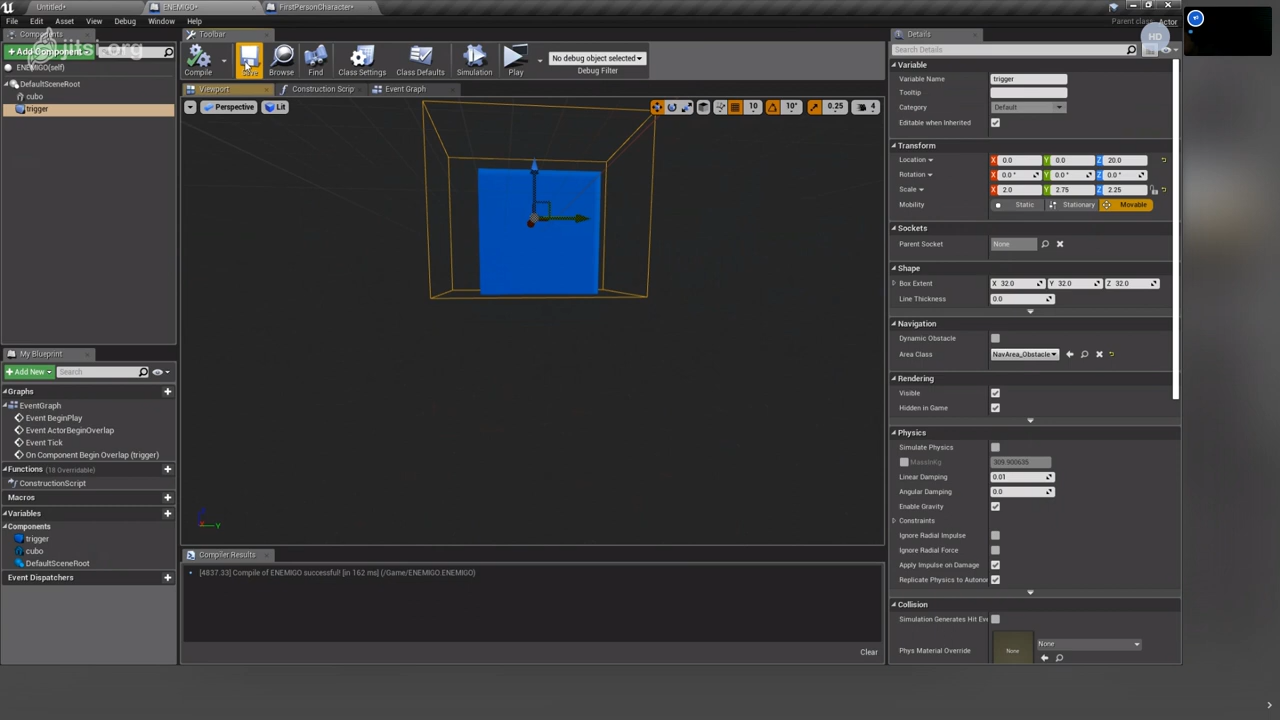 Untitled*
ENEMIGO*
FirstPersonCharacter*
File Edit Asset View Debug Window Help
Parent class: Actor
HD
Components
jitsi.org
+ Add Component
Search
ENEMIGO(self)
DefaultSceneRoot
cubo
trigger
My Blueprint
+ Add New Search
Graphs
EventGraph
Event BeginPlay
Event ActorBeginOverlap
Event Tick
On Component Begin Overlap (trigger)
Functions (18 Overridable)
ConstructionScript
Macros
Variables
Components
trigger
cubo
DefaultSceneRoot
Event Dispatchers
Toolbar
Compile Save Browse Find Class Settings Class Defaults Simulation Play
No debug object selected
Debug Filter
Viewport Construction Scrip Event Graph
Perspective Lit
10 10° 0.25 4
Y
Compiler Results
[4837.33] Compile of ENEMIGO successful! [in 162 ms] (/Game/ENEMIGO.ENEMIGO)
Clear
Details
Search Details
Variable
Variable Name trigger
Tooltip
Category Default
Editable when Inherited
Transform
Location X 0.0 Y 0.0 Z 20.0
Rotation X 0.0 ° Y 0.0 ° Z 0.0 °
Scale X 2.0 Y 2.75 Z 2.25
Mobility Static Stationary Movable
Sockets
Parent Socket None
Shape
Box Extent X 32.0 Y 32.0 Z 32.0
Line Thickness 0.0
Navigation
Dynamic Obstacle
Area Class NavArea_Obstacle
Rendering
Visible
Hidden in Game
Physics
Simulate Physics
MassInKg 309.900635
Linear Damping 0.01
Angular Damping 0.0
Enable Gravity
Constraints
Ignore Radial Impulse
Ignore Radial Force
Apply Impulse on Damage
Replicate Physics to Autonor
Collision
Simulation Generates Hit Eve
Phys Material Override None None